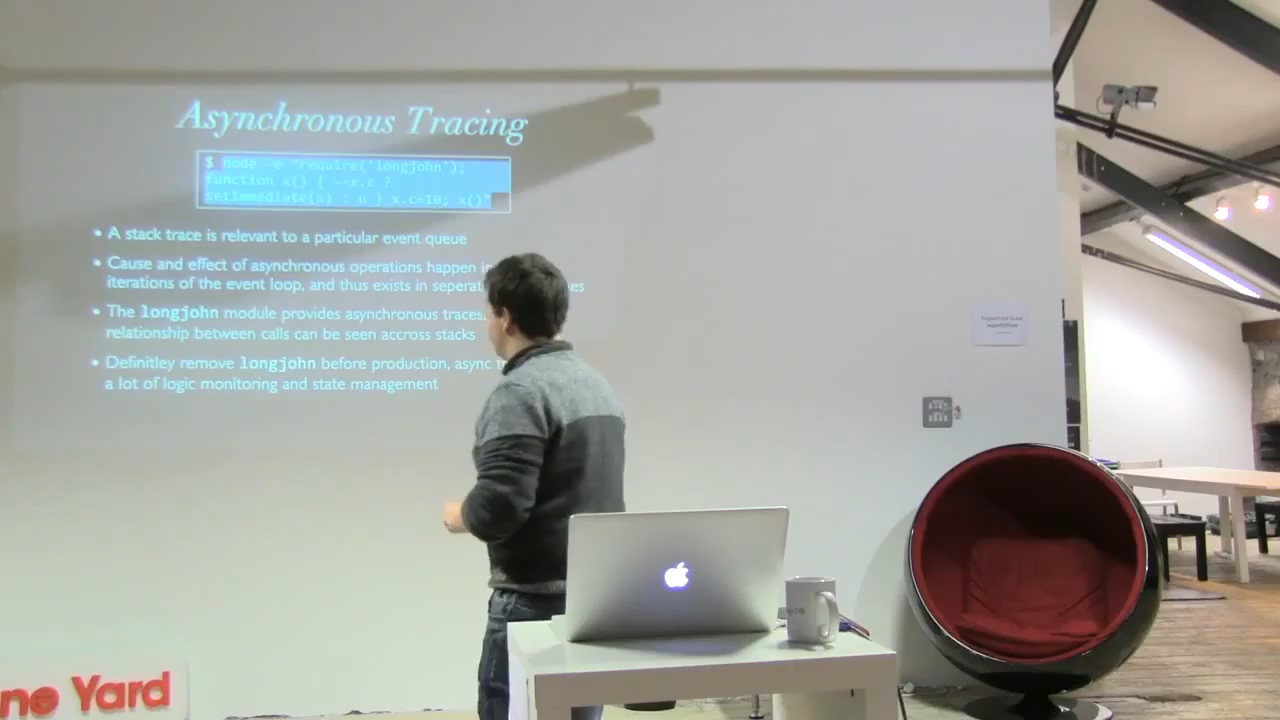 Asynchronous Tracing
$ node -e "require('longjohn');
function x() { --x.c ?
setImmediate(x) : u } x.c=10; x()"
• A stack trace is relevant to a particular event queue
• Cause and effect of asynchronous operations happen in
iterations of the event loop, and thus exists in seperat es
• The longjohn module provides asynchronous traces,
relationship between calls can be seen accross stacks
• Definitley remove longjohn before production, async t
a lot of logic monitoring and state management
ne Yard